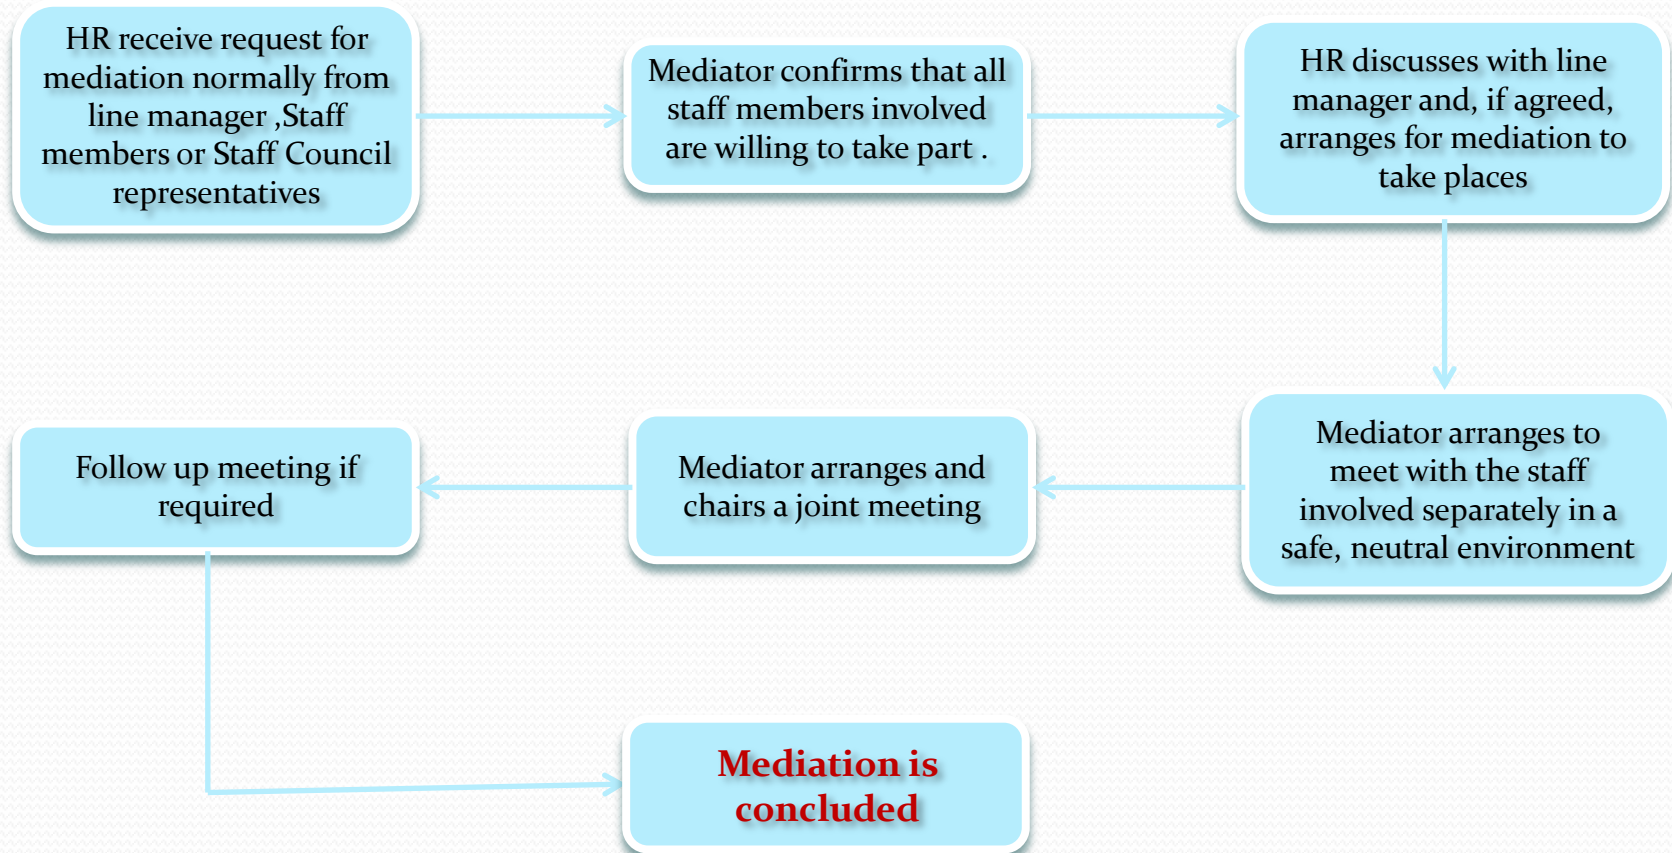 HR receive request for
mediation normally from
line manager ,Staff
members or Staff Council
representatives
Mediator confirms that all
staff members involved
are willing to take part .
HR discusses with line
manager and, if agreed,
arranges for mediation to
take places
Mediator arranges to
meet with the staff
involved separately in a
safe, neutral environment
Mediator arranges and
chairs a joint meeting
Follow up meeting if
required
Mediation is
concluded